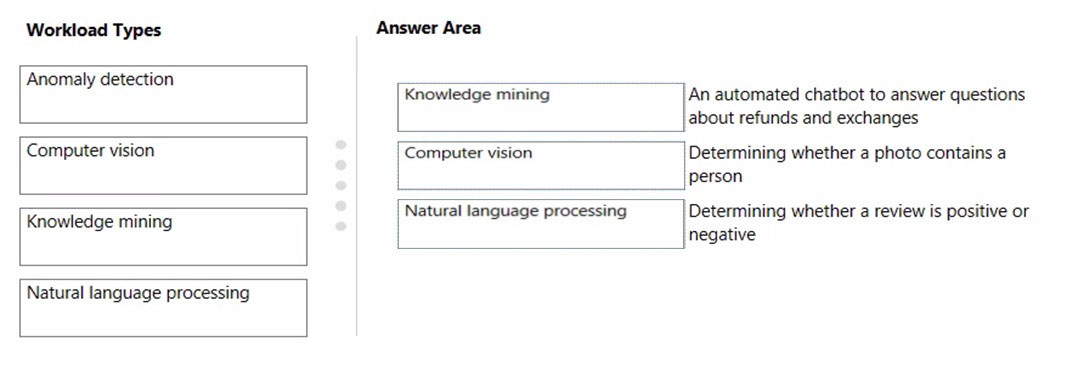 Workload Types
Anomaly detection
Computer vision
Knowledge mining
Natural language processing
Answer Area
Knowledge mining
An automated chatbot to answer questions
about refunds and exchanges
Computer vision
Determining whether a photo contains a
person
Natural language processing
Determining whether a review is positive or
negative